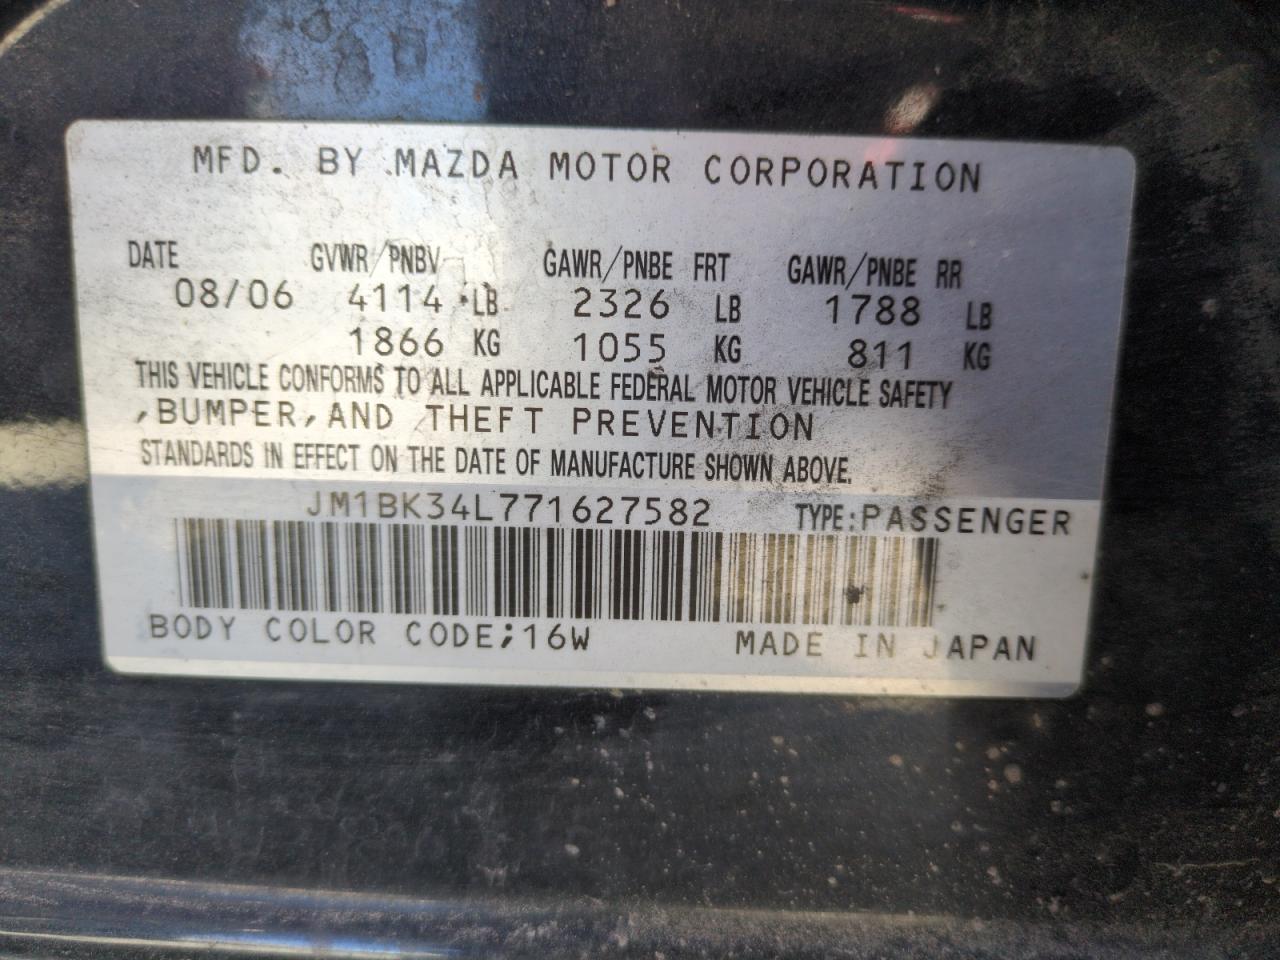 MFD. BY MAZDA MOTOR CORPORATION
DATE GVWR/PNBV GAWR/PNBE FRT GAWR/PNBE RR
08/06 4114 LB 2326 LB 1788 LB
1866 KG 1055 KG 811 KG
THIS VEHICLE CONFORMS TO ALL APPLICABLE FEDERAL MOTOR VEHICLE SAFETY
,BUMPER,AND THEFT PREVENTION
STANDARDS IN EFFECT ON THE DATE OF MANUFACTURE SHOWN ABOVE.
JM1BK34L771627582 TYPE:PASSENGER
BODY COLOR CODE;16W MADE IN JAPAN